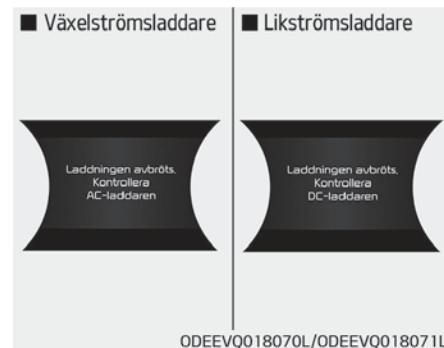 ■ Växelströmsladdare
Laddningen avbröts.
Kontrollera
AC-laddaren
■ Likströmsladdare
Laddningen avbröts.
Kontrollera
DC-laddaren
ODEEVQ018070L/ODEEVQ018071L